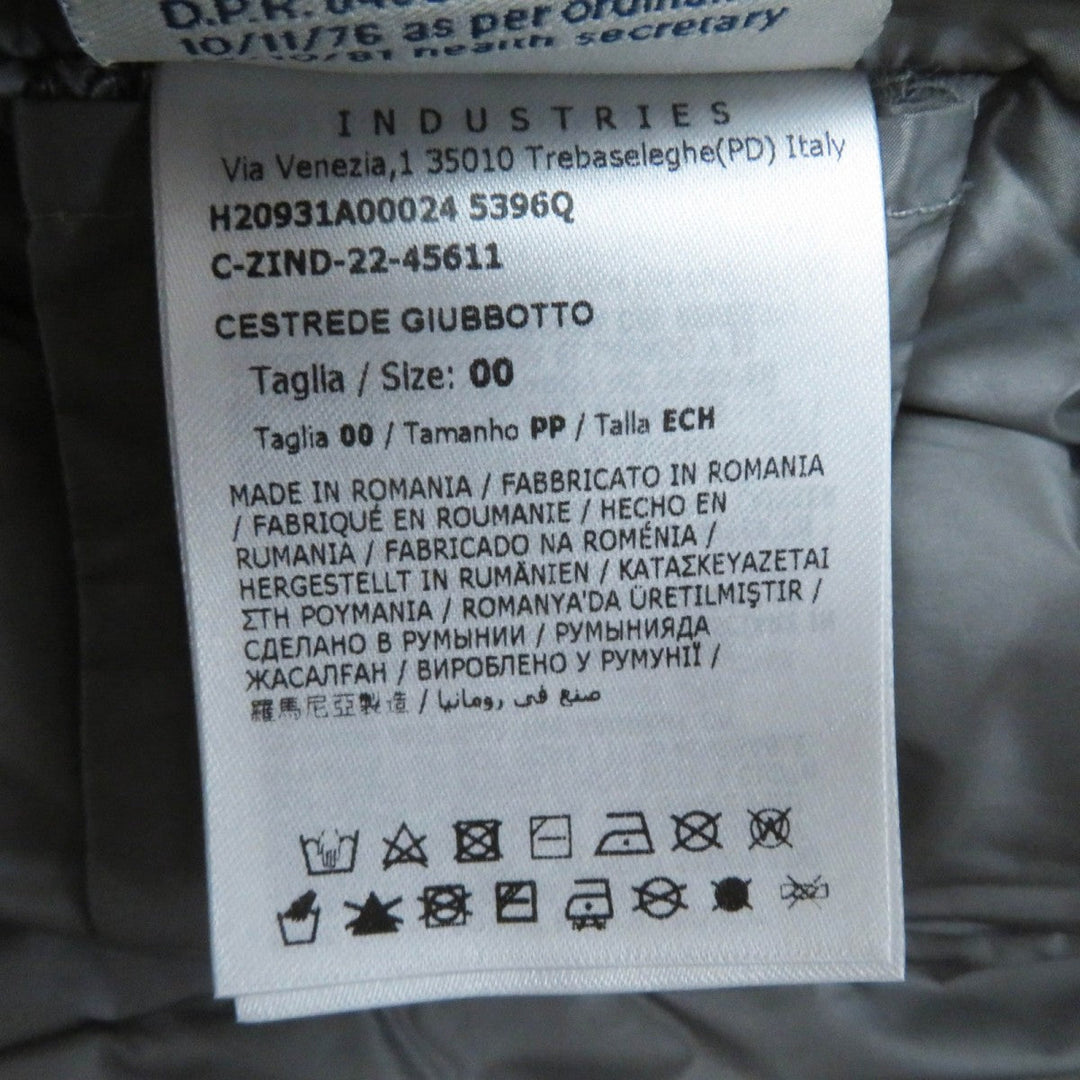 D.P.R.
10/11/76 as per
health secretary
INDUSTRIES
Via Venezia,1 35010 Trebaseleghe(PD) Italy
H20931A00024 5396Q
C-ZIND-22-45611
CESTREDE GIUBBOTTO
Taglia / Size: 00
Taglia 00 / Tamanho PP / Talla ECH
MADE IN ROMANIA / FABBRICATO IN ROMANIA
/ FABRIQUÉ EN ROUMANIE / HECHO EN
RUMANIA / FABRICADO NA ROMÉNIA /
HERGESTELLT IN RUMÄNIEN / ΚΑΤΑΣΚΕΥΑΖΕΤΑΙ
ΣΤΗ ΡΟΥΜΑΝΙΑ / ROMANYA'DA ÜRETILMIŞTIR /
СДЕЛАНО В РУМЫНИИ / РУМЫНИЯДА
ЖАСАЛҒАН / ВИРОБЛЕНО У РУМУНІЇ /
羅馬尼亞製造 / صنع في رومانيا